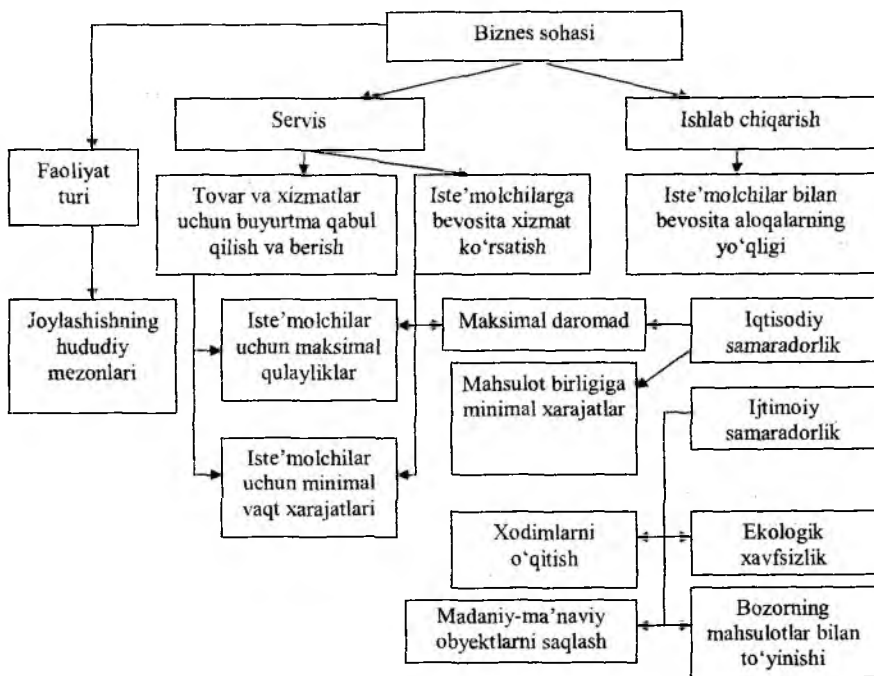 Biznes sohasi
Servis
Ishlab chiqarish
Faoliyat
turi
Tovar va xizmatlar
uchun buyurtma qabul
qilish va berish
Iste’molchilarga
bevosita xizmat
ko‘rsatish
Iste’molchilar bilan
bevosita aloqalarning
yo‘qligi
Joylashishning
hududiy
mezonlari
Iste’molchilar
uchun maksimal
qulayliklar
Maksimal daromad
Iqtisodiy
samaradorlik
Mahsulot birligiga
minimal xarajatlar
Ijtimoiy
samaradorlik
Iste’molchilar
uchun minimal
vaqt xarajatlari
Xodimlarni
o‘qitish
Ekologik
xavfsizlik
Madaniy-ma’naviy
obyektlarni saqlash
Bozorning
mahsulotlar bilan
to‘yinishi